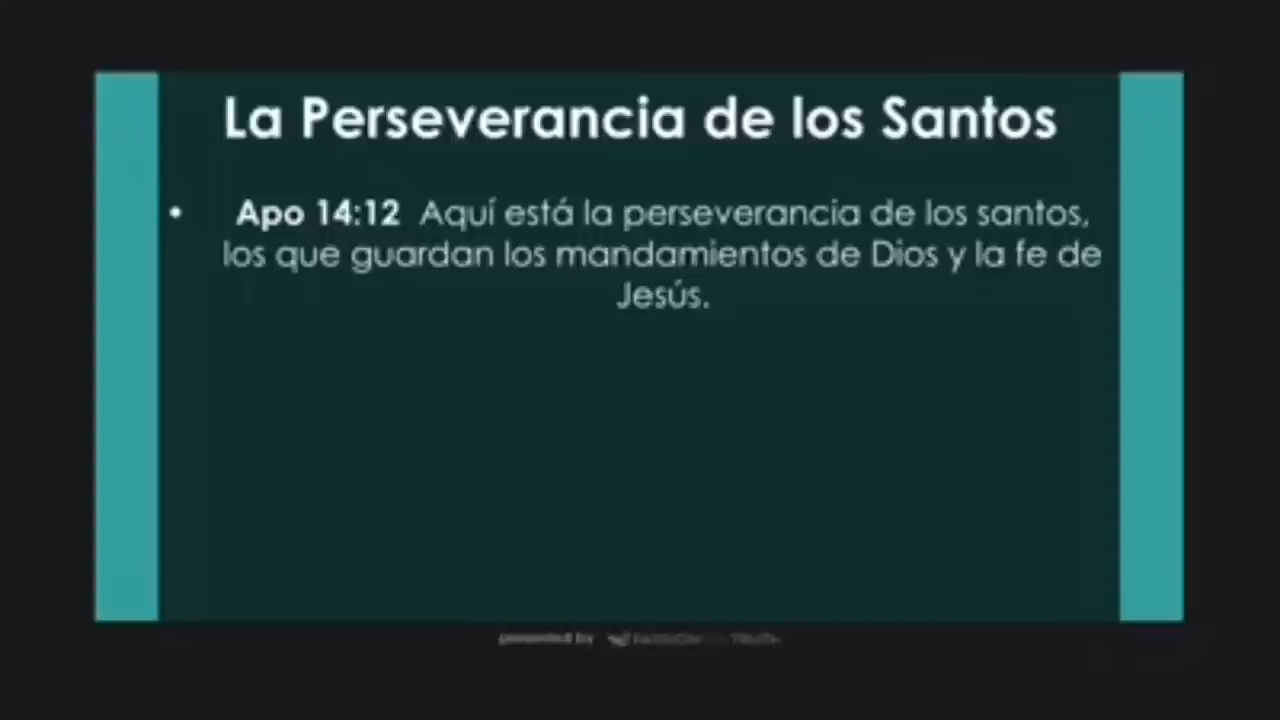 La Perseverancia de los Santos
• Apo 14:12 Aquí está la perseverancia de los santos,
los que guardan los mandamientos de Dios y la fe de
Jesús.
presented by